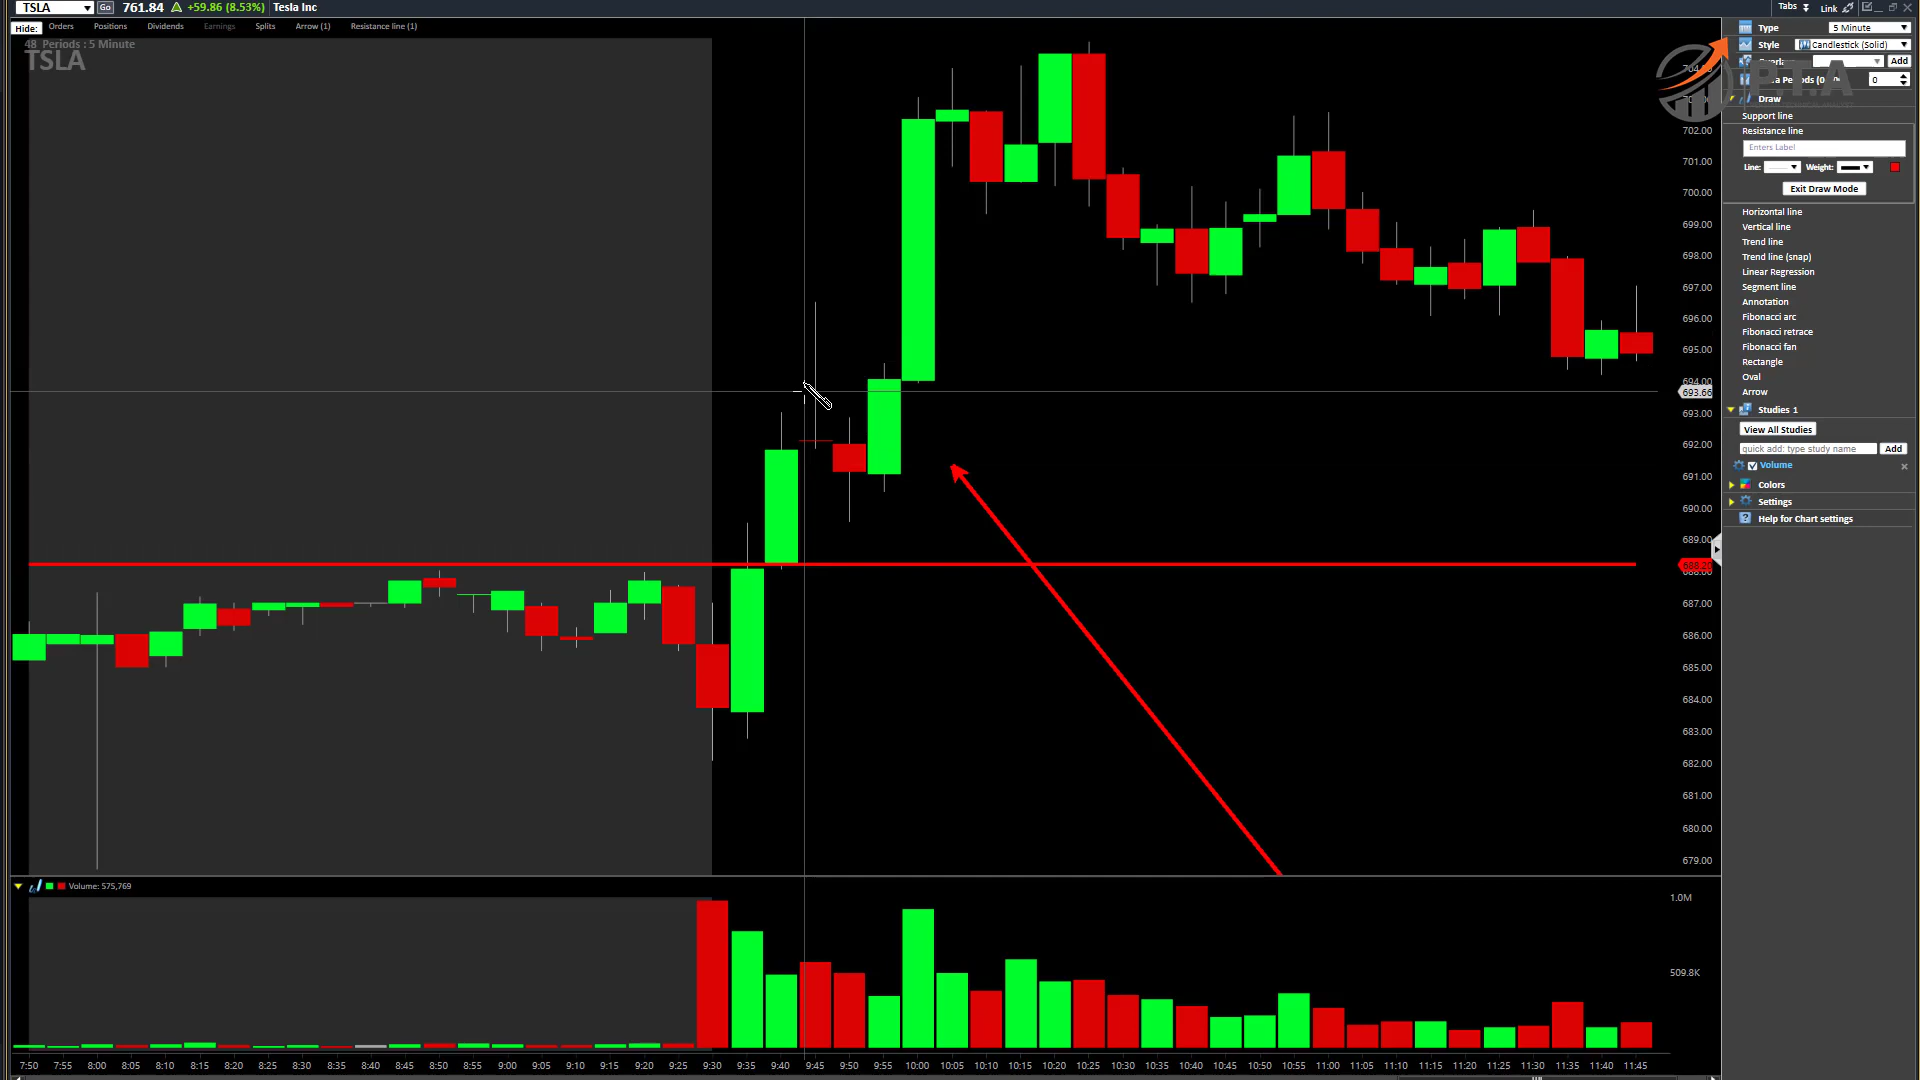 TSLA Go 761.84 +59.86 (8.53%) Tesla Inc
Tabs Link
Hide: Orders Positions Dividends Earnings Splits Arrow (1) Resistance line (1)
48 Periods : 5 Minute
TSLA
704.
702.00
701.00
700.00
699.00
698.00
697.00
696.00
695.00
694.00
693.66
693.00
692.00
691.00
690.00
689.00
688.20
688.00
687.00
686.00
685.00
684.00
683.00
682.00
681.00
680.00
679.00
Type 5 Minute
Style Candlestick (Solid)
Add
Periods (0 0
P.T.A
Draw
Support line
Resistance line
Enters Label
Line: Weight:
Exit Draw Mode
Horizontal line
Vertical line
Trend line
Trend line (snap)
Linear Regression
Segment line
Annotation
Fibonacci arc
Fibonacci retrace
Fibonacci fan
Rectangle
Oval
Arrow
Studies 1
View All Studies
quick add: type study name Add
Volume
Colors
Settings
Help for Chart settings
Volume: 575,769
1.0M
509.8K
7:50 7:55 8:00 8:05 8:10 8:15 8:20 8:25 8:30 8:35 8:40 8:45 8:50 8:55 9:00 9:05 9:10 9:15 9:20 9:25 9:30 9:35 9:40 9:45 9:50 9:55 10:00 10:05 10:10 10:15 10:20 10:25 10:30 10:35 10:40 10:45 10:50 10:55 11:00 11:05 11:10 11:15 11:20 11:25 11:30 11:35 11:40 11:45